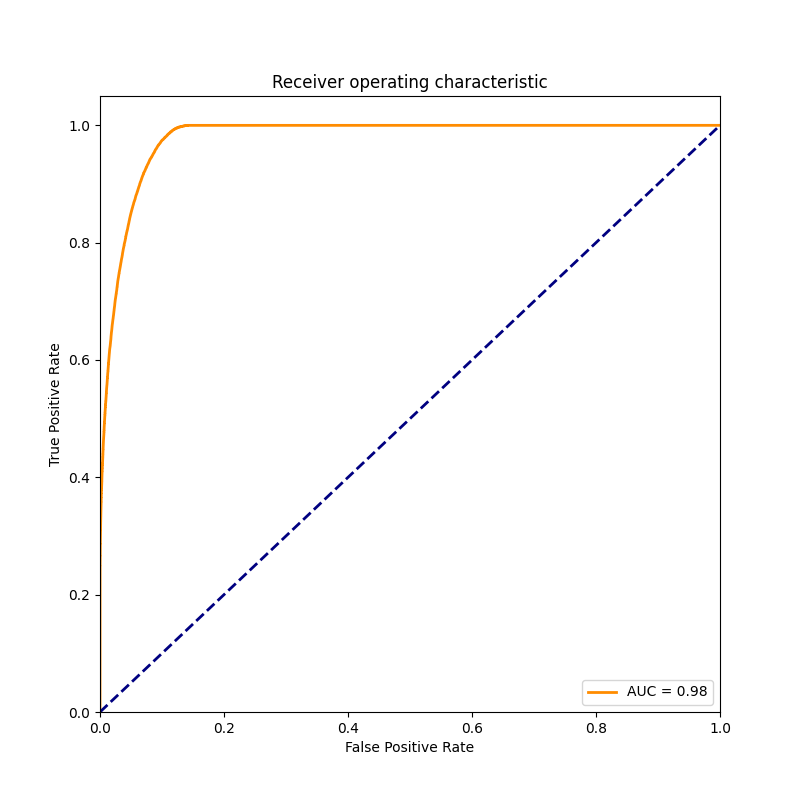 Receiver operating characteristic
True Positive Rate
1.0
0.8
0.6
0.4
0.2
0.0
AUC = 0.98
0.0 0.2 0.4 0.6 0.8 1.0
False Positive Rate